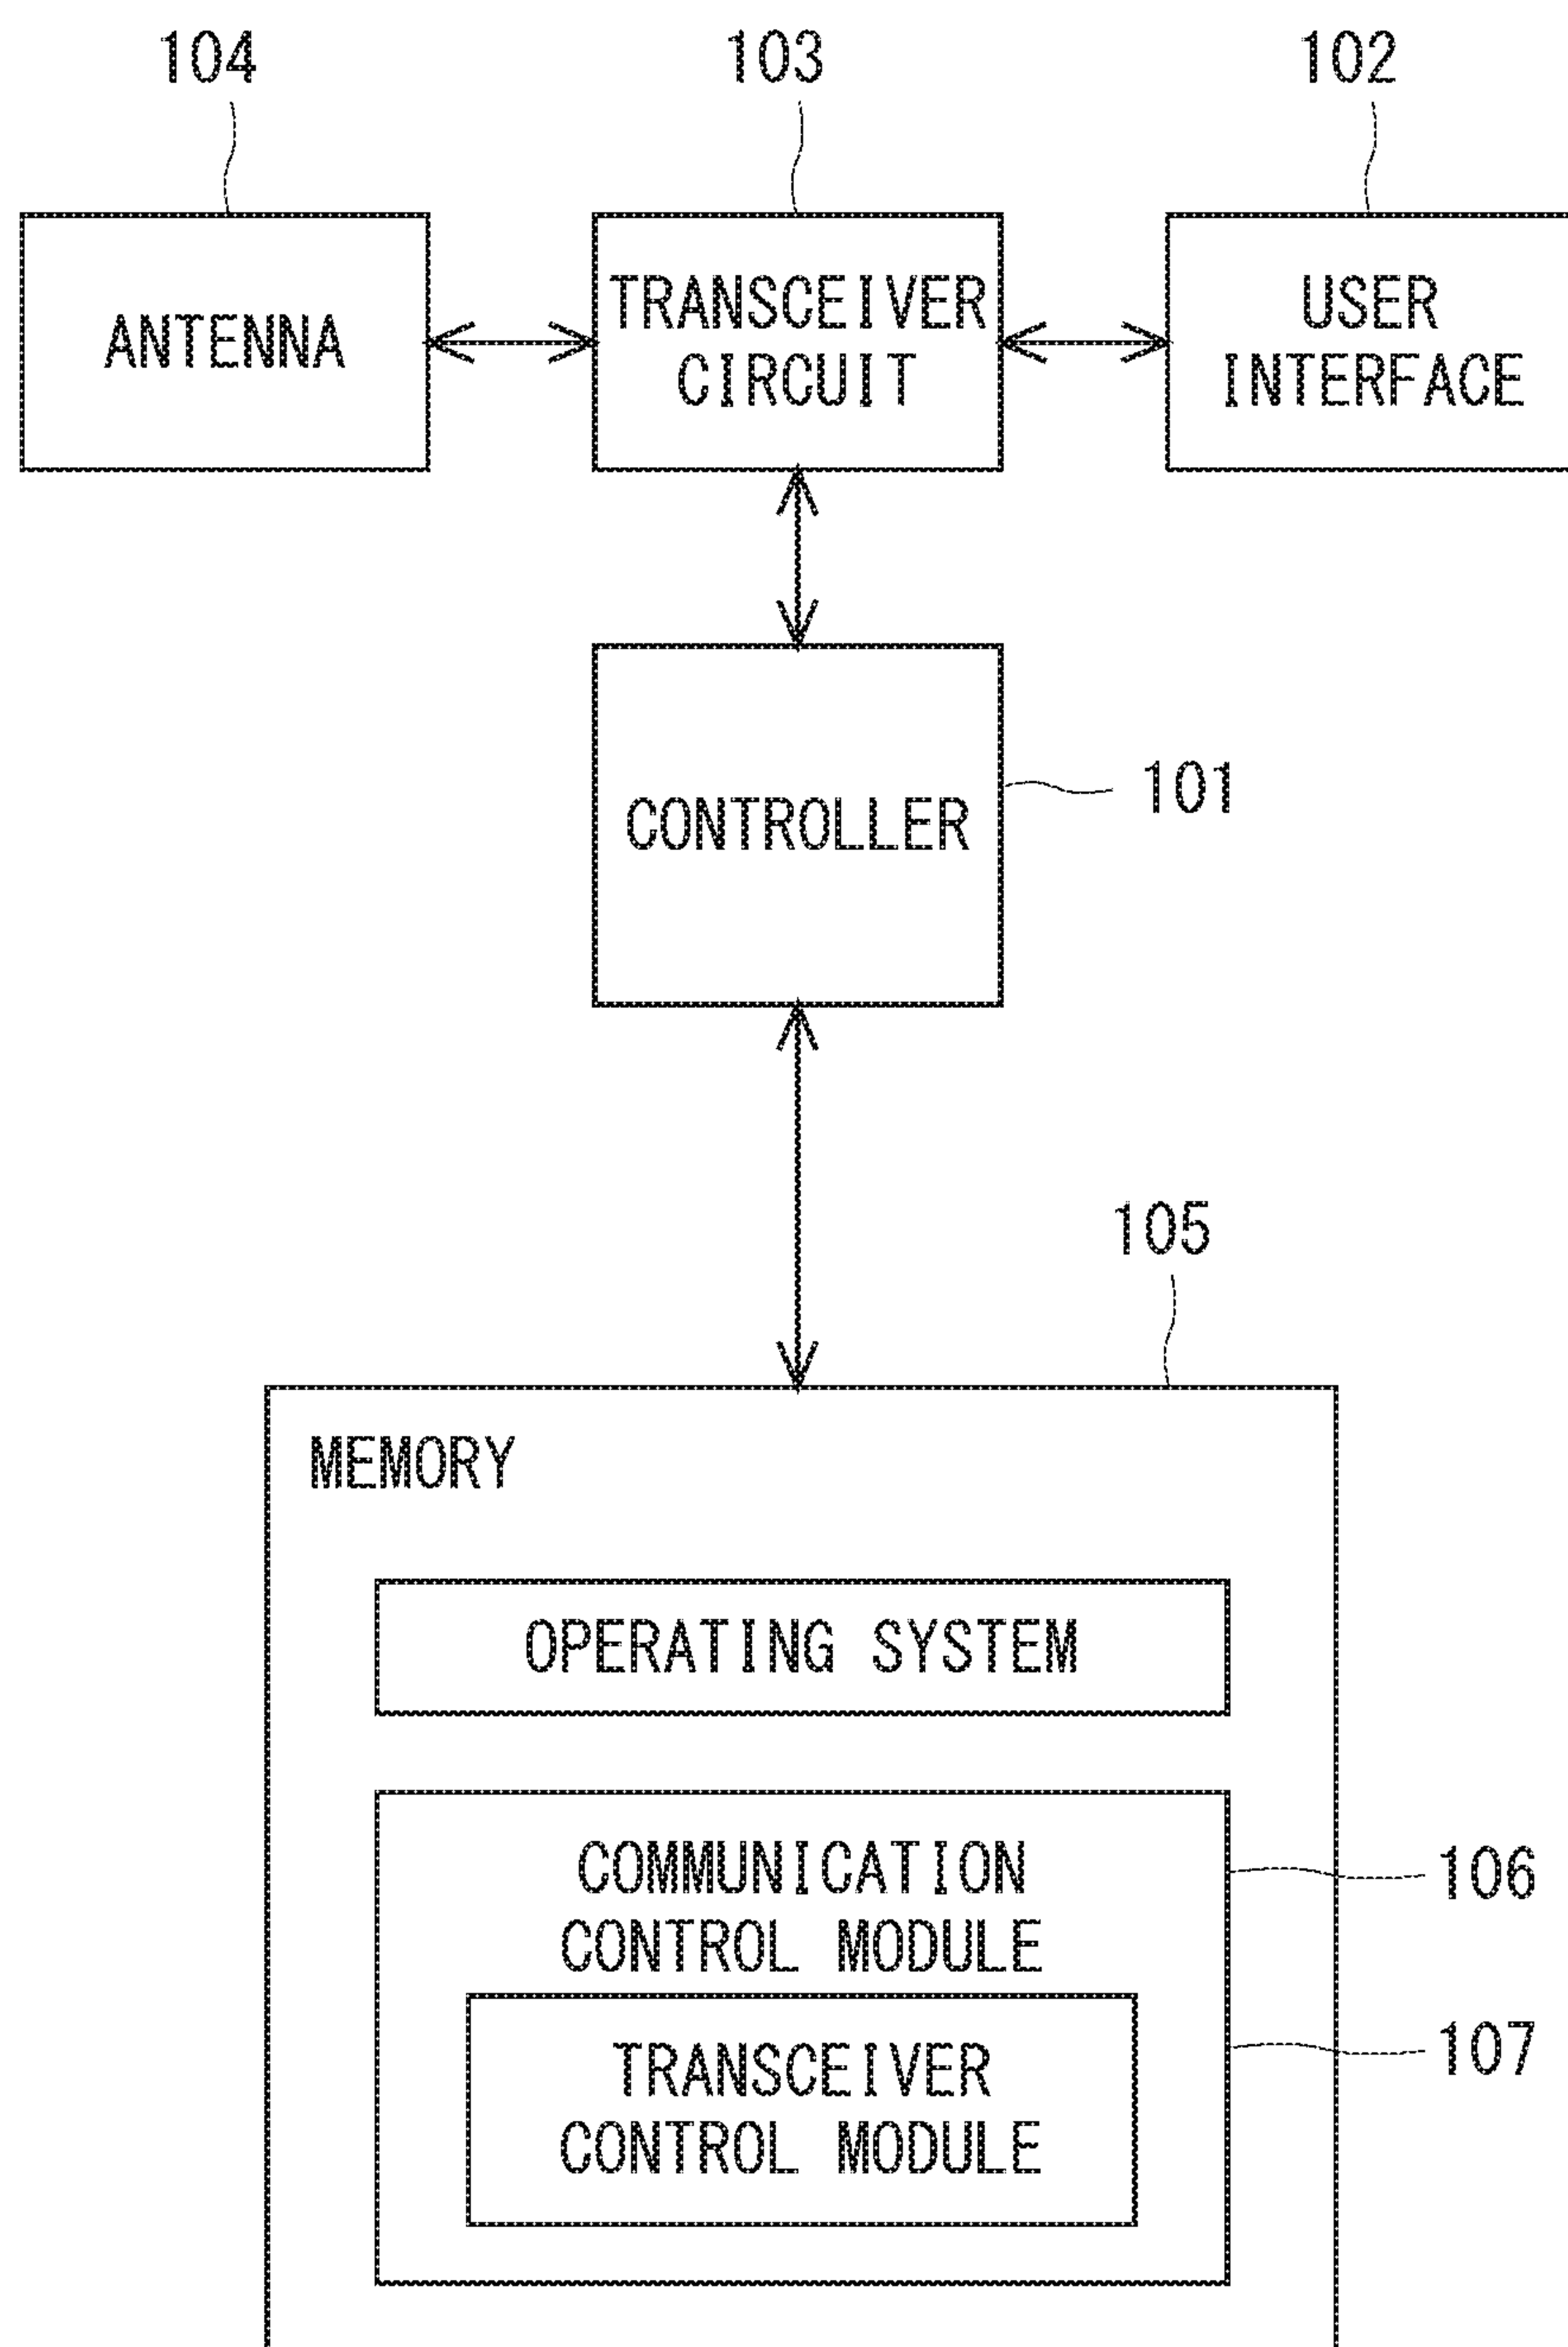 104
103
102
ANTENNA
TRANSCEIVER
CIRCUIT
USER
INTERFACE
CONTROLLER
101
105
MEMORY
OPERATING SYSTEM
COMMUNICATION
CONTROL MODULE
106
TRANSCEIVER
CONTROL MODULE
107